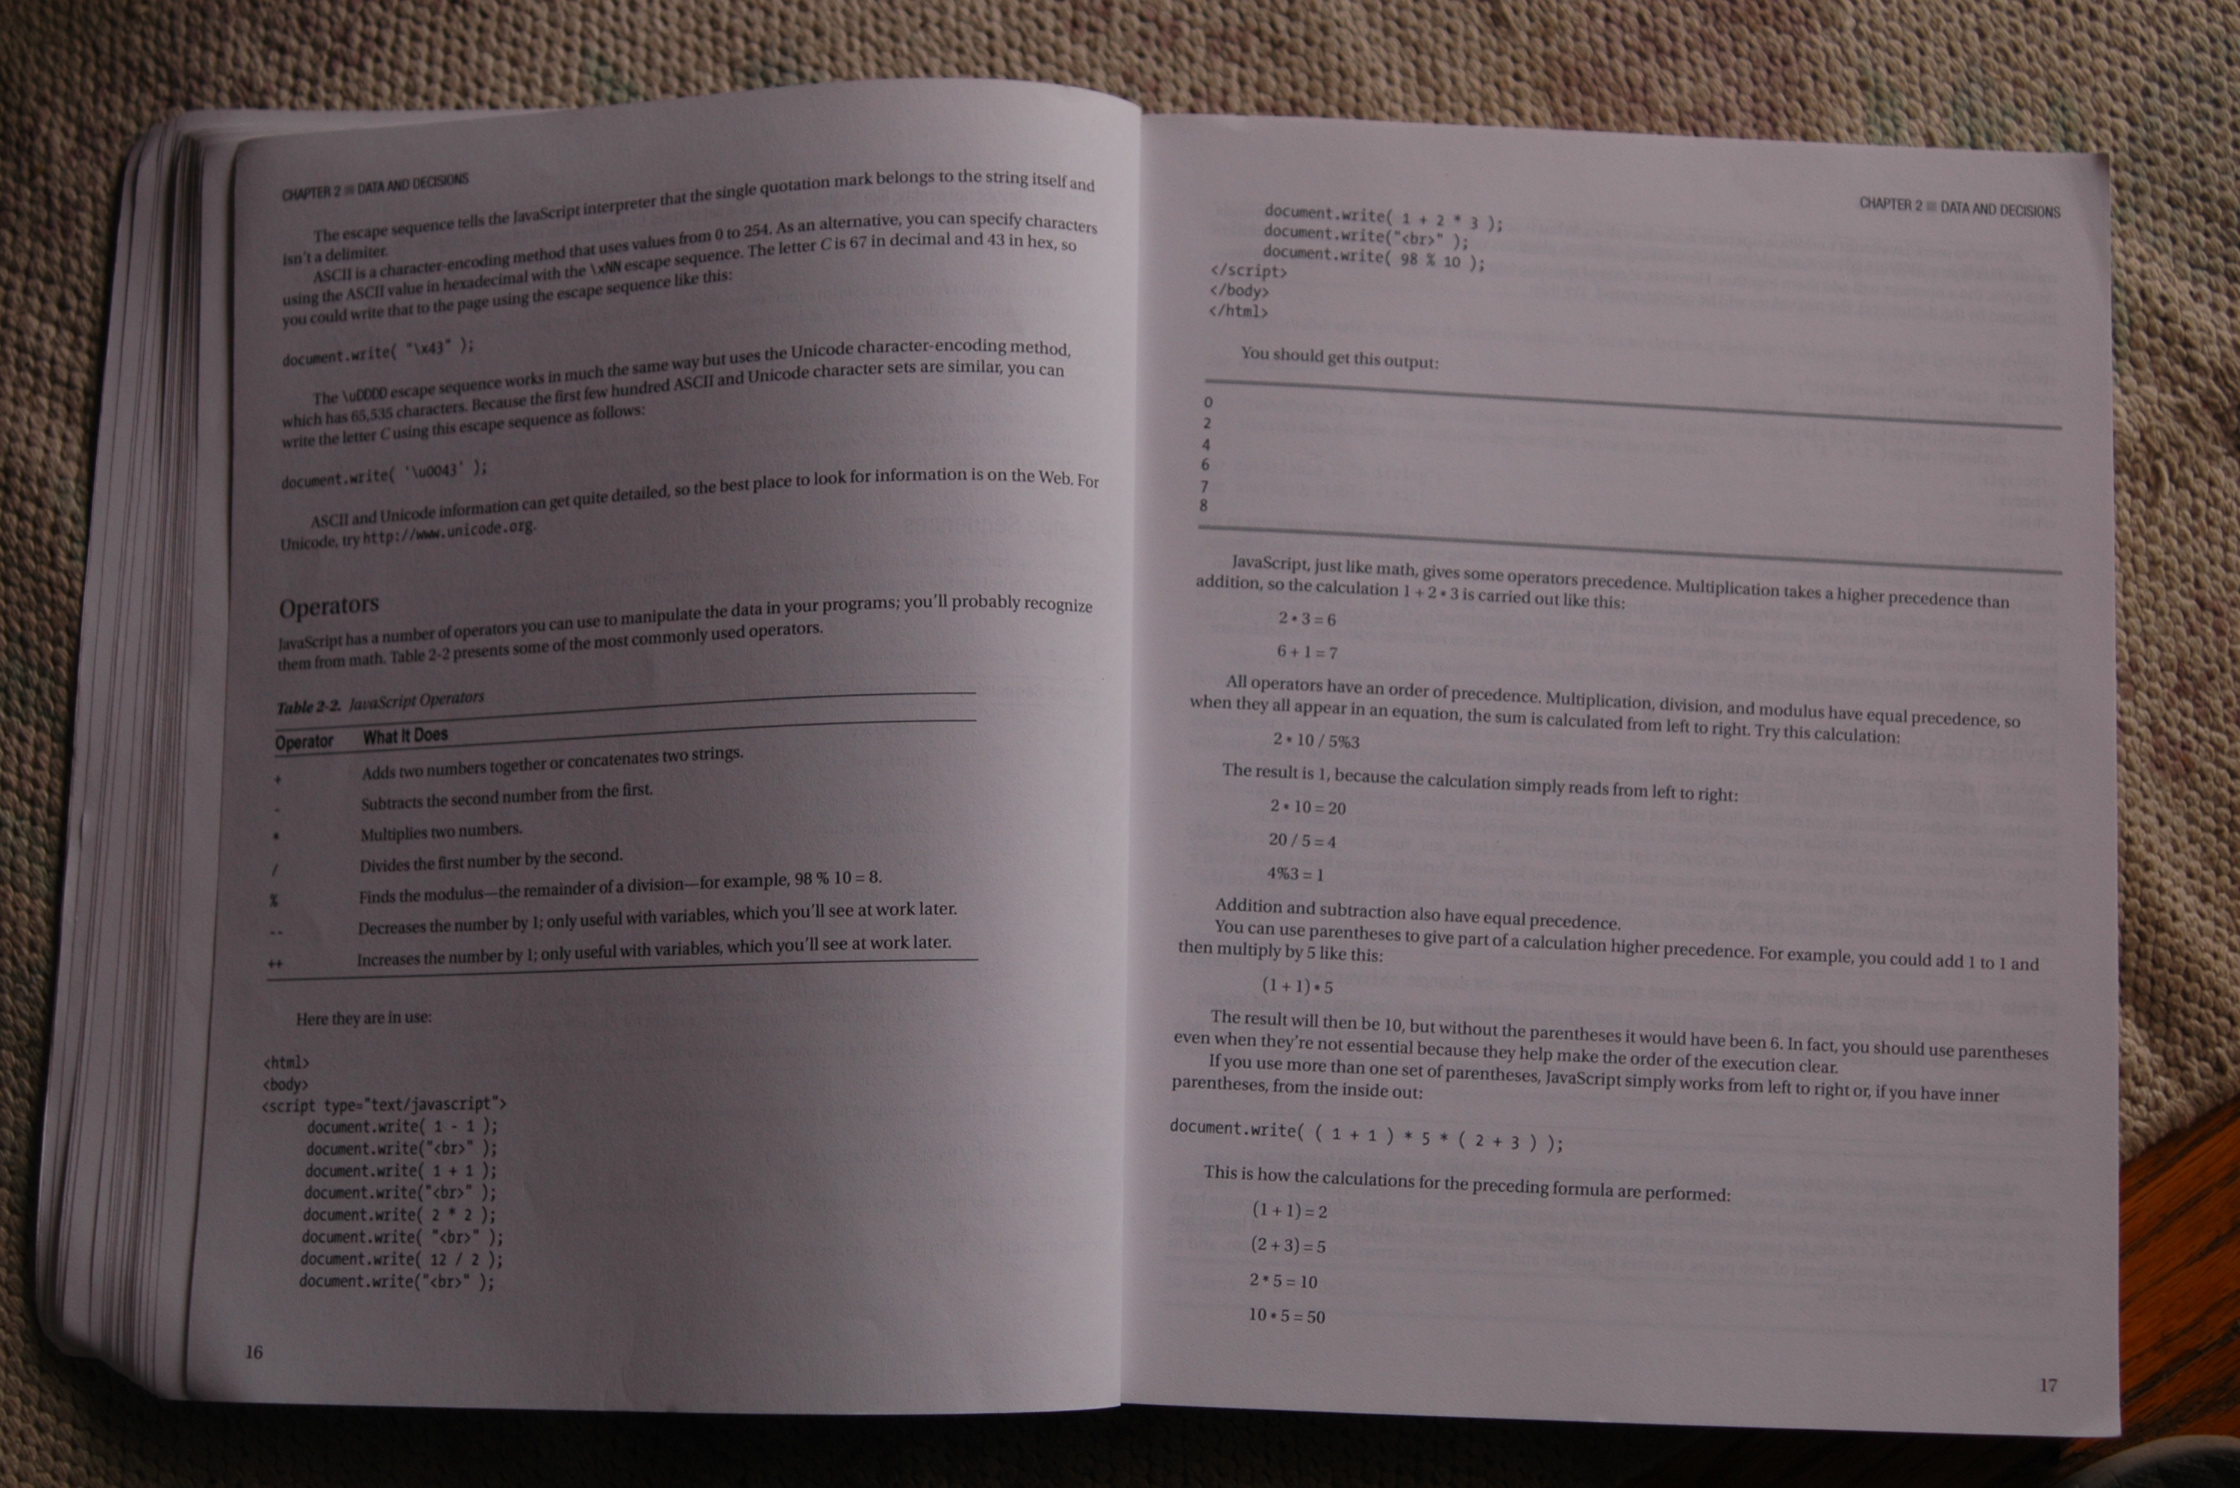 CHAPTER 2 ■ DATA AND DECISIONS
The escape sequence tells the JavaScript interpreter that the single quotation mark belongs to the string itself and
isn't a delimiter.
ASCII is a character-encoding method that uses values from 0 to 254. As an alternative, you can specify characters
using the ASCII value in hexadecimal with the \xNN escape sequence. The letter C is 67 in decimal and 43 in hex, so
you could write that to the page using the escape sequence like this:
document.write( "\x43" );
The \uDDDD escape sequence works in much the same way but uses the Unicode character-encoding method,
which has 65,535 characters. Because the first few hundred ASCII and Unicode character sets are similar, you can
write the letter C using this escape sequence as follows:
document.write( '\u0043' );
ASCII and Unicode information can get quite detailed, so the best place to look for information is on the Web. For
Unicode, try http://www.unicode.org.
Operators
JavaScript has a number of operators you can use to manipulate the data in your programs; you'll probably recognize
them from math. Table 2-2 presents some of the most commonly used operators.
Table 2-2. JavaScript Operators
Operator What It Does
+ Adds two numbers together or concatenates two strings.
- Subtracts the second number from the first.
* Multiplies two numbers.
/ Divides the first number by the second.
% Finds the modulus—the remainder of a division—for example, 98 % 10 = 8.
-- Decreases the number by 1; only useful with variables, which you'll see at work later.
++ Increases the number by 1; only useful with variables, which you'll see at work later.
Here they are in use:
<html>
<body>
<script type="text/javascript">
document.write( 1 - 1 );
document.write("<br>" );
document.write( 1 + 1 );
document.write("<br>" );
document.write( 2 * 2 );
document.write( "<br>" );
document.write( 12 / 2 );
document.write("<br>" );
16
CHAPTER 2 ■ DATA AND DECISIONS
document.write( 1 + 2 * 3 );
document.write("<br>" );
document.write( 98 % 10 );
</script>
</body>
</html>
You should get this output:
0
2
4
6
7
8
JavaScript, just like math, gives some operators precedence. Multiplication takes a higher precedence than
addition, so the calculation 1 + 2 * 3 is carried out like this:
2 * 3 = 6
6 + 1 = 7
All operators have an order of precedence. Multiplication, division, and modulus have equal precedence, so
when they all appear in an equation, the sum is calculated from left to right. Try this calculation:
2 * 10 / 5%3
The result is 1, because the calculation simply reads from left to right:
2 * 10 = 20
20 / 5 = 4
4%3 = 1
Addition and subtraction also have equal precedence.
You can use parentheses to give part of a calculation higher precedence. For example, you could add 1 to 1 and
then multiply by 5 like this:
(1 + 1) * 5
The result will then be 10, but without the parentheses it would have been 6. In fact, you should use parentheses
even when they're not essential because they help make the order of the execution clear.
If you use more than one set of parentheses, JavaScript simply works from left to right or, if you have inner
parentheses, from the inside out:
document.write( ( 1 + 1 ) * 5 * ( 2 + 3 ) );
This is how the calculations for the preceding formula are performed:
(1 + 1) = 2
(2 + 3) = 5
2 * 5 = 10
10 * 5 = 50
17